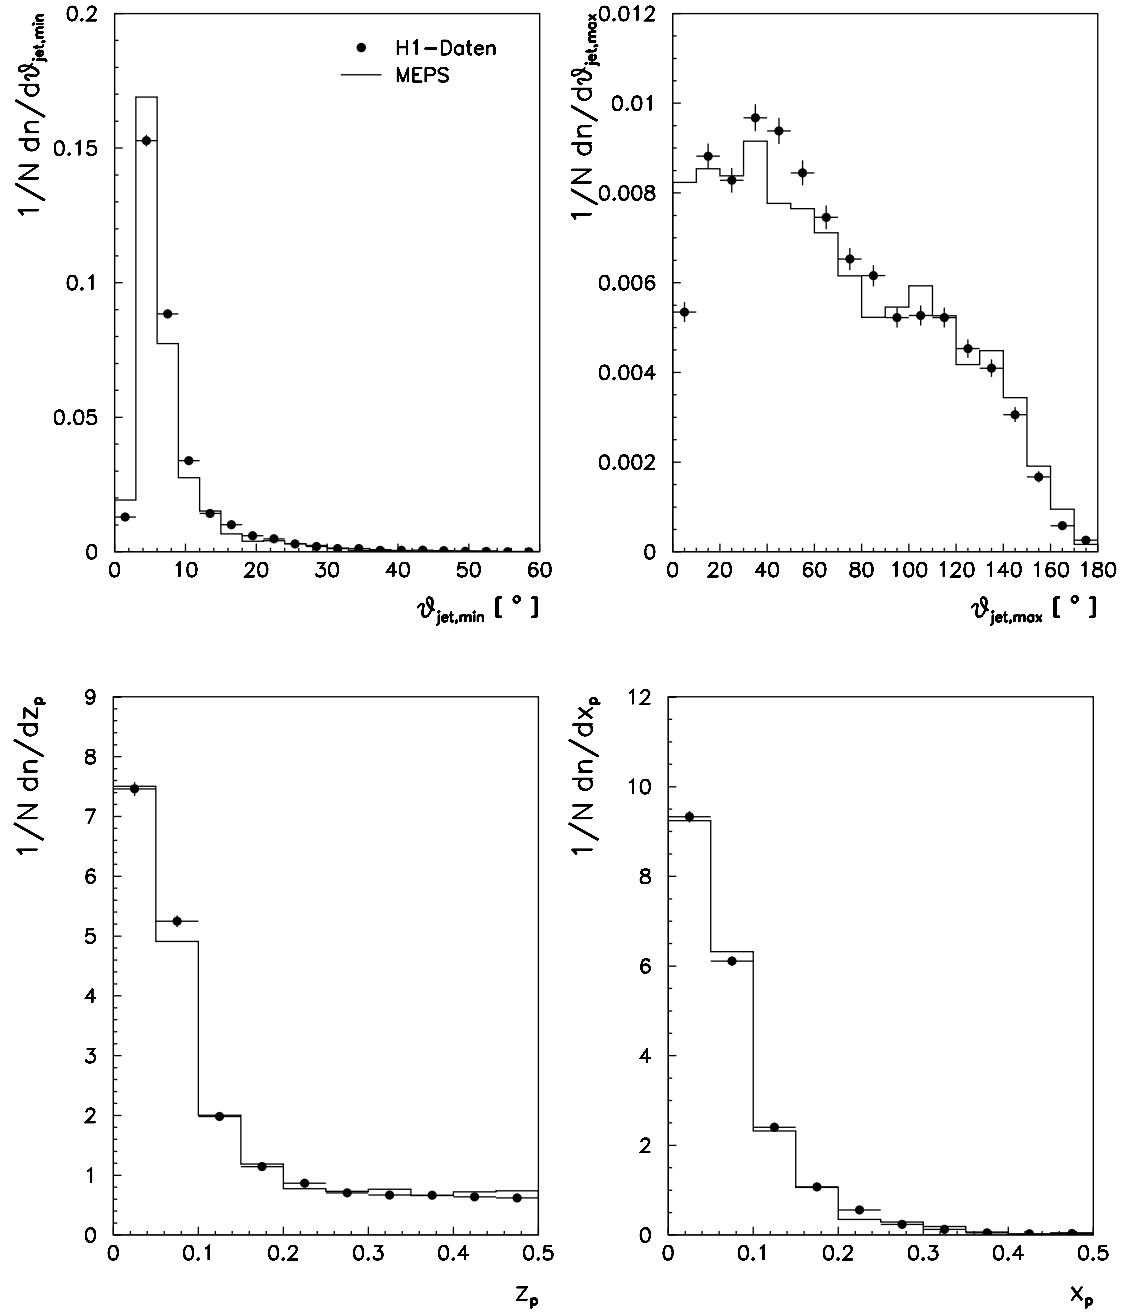 1/N dn/dϑjet,min
0.2
0.15
0.1
0.05
0
H1-Daten
MEPS
0 10 20 30 40 50 60
ϑjet,min [ ° ]
1/N dn/dϑjet,max
0.012
0.01
0.008
0.006
0.004
0.002
0
0 20 40 60 80 100 120 140 160 180
ϑjet,max [ ° ]
1/N dn/dzp
9
8
7
6
5
4
3
2
1
0
0 0.1 0.2 0.3 0.4 0.5
zp
1/N dn/dxp
12
10
8
6
4
2
0
0 0.1 0.2 0.3 0.4 0.5
xp